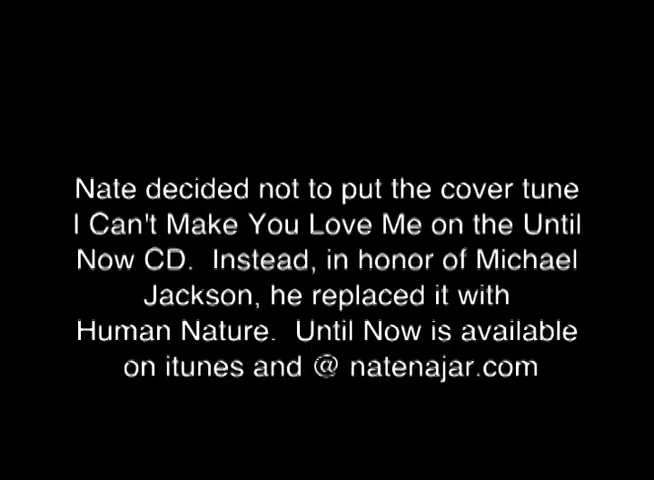 Nate decided not to put the cover tune
I Can't Make You Love Me on the Until
Now CD.  Instead, in honor of Michael
Jackson, he replaced it with
Human Nature.  Until Now is available
on itunes and @ natenajar.com